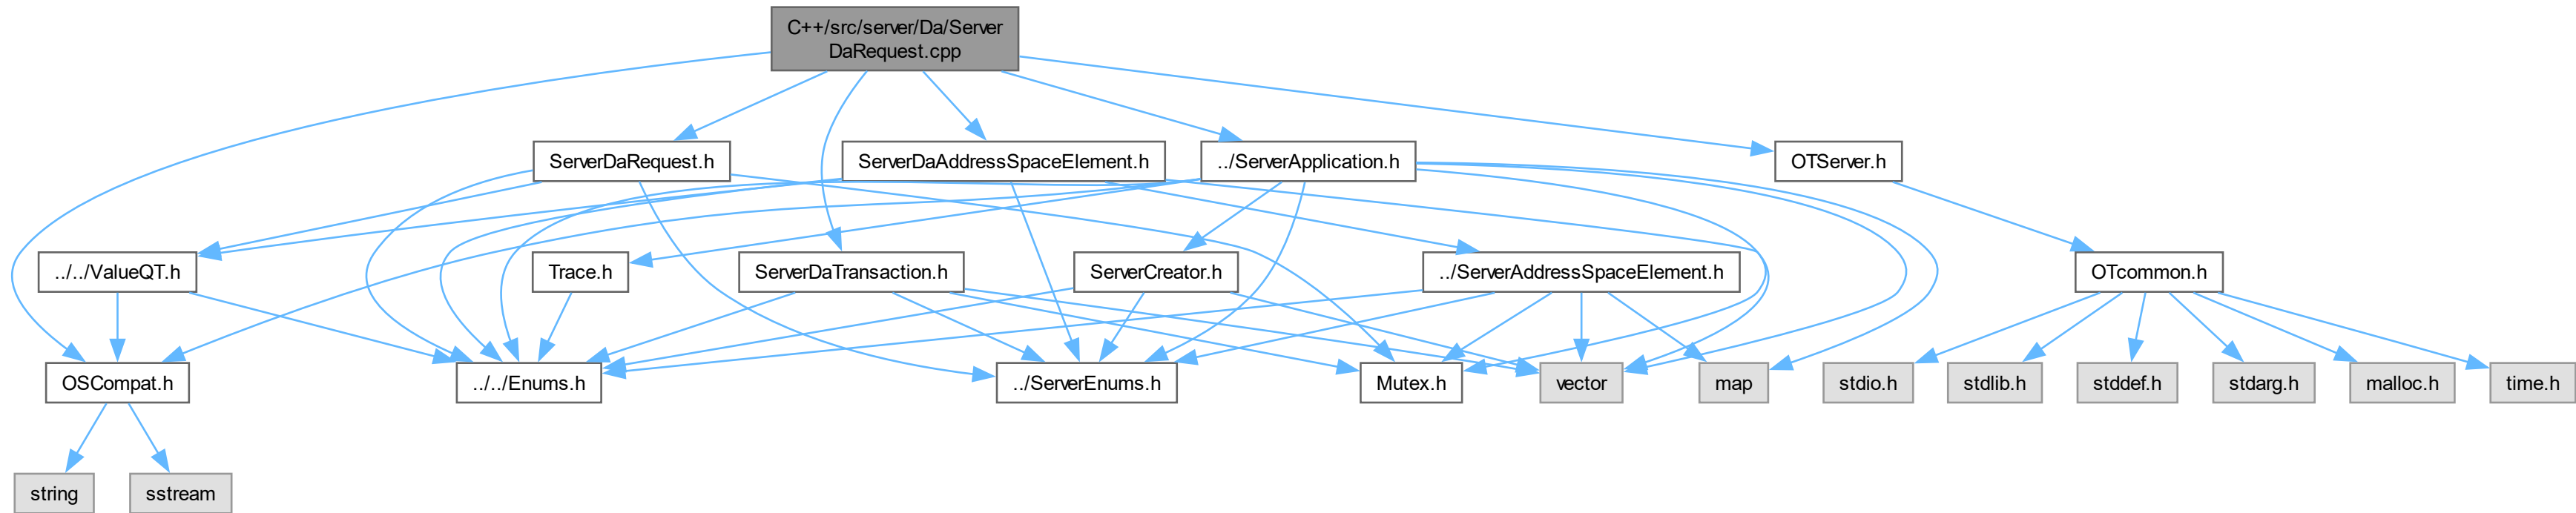 C++/src/server/Da/Server
DaRequest.cpp
ServerDaRequest.h
ServerDaAddressSpaceElement.h
../ServerApplication.h
OTServer.h
../../ValueQT.h
Trace.h
ServerDaTransaction.h
ServerCreator.h
../ServerAddressSpaceElement.h
OTcommon.h
OSCompat.h
../../Enums.h
../ServerEnums.h
Mutex.h
vector
map
stdio.h
stdlib.h
stddef.h
stdarg.h
malloc.h
time.h
string
sstream